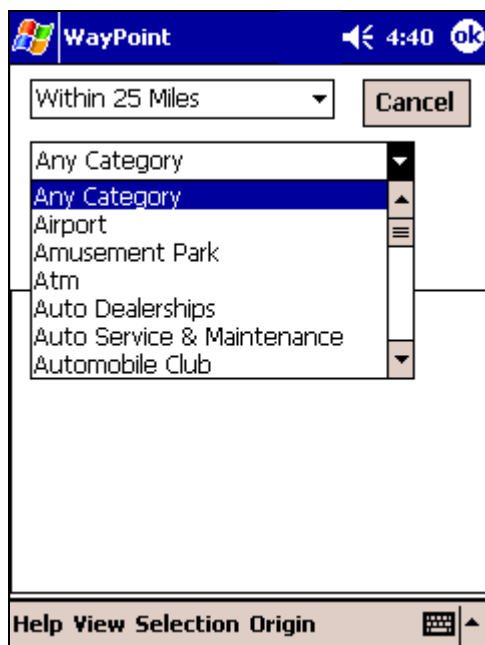 WayPoint 4:40 ok
Within 25 Miles Cancel
Any Category
Any Category
Airport
Amusement Park
Atm
Auto Dealerships
Auto Service & Maintenance
Automobile Club
Help View Selection Origin